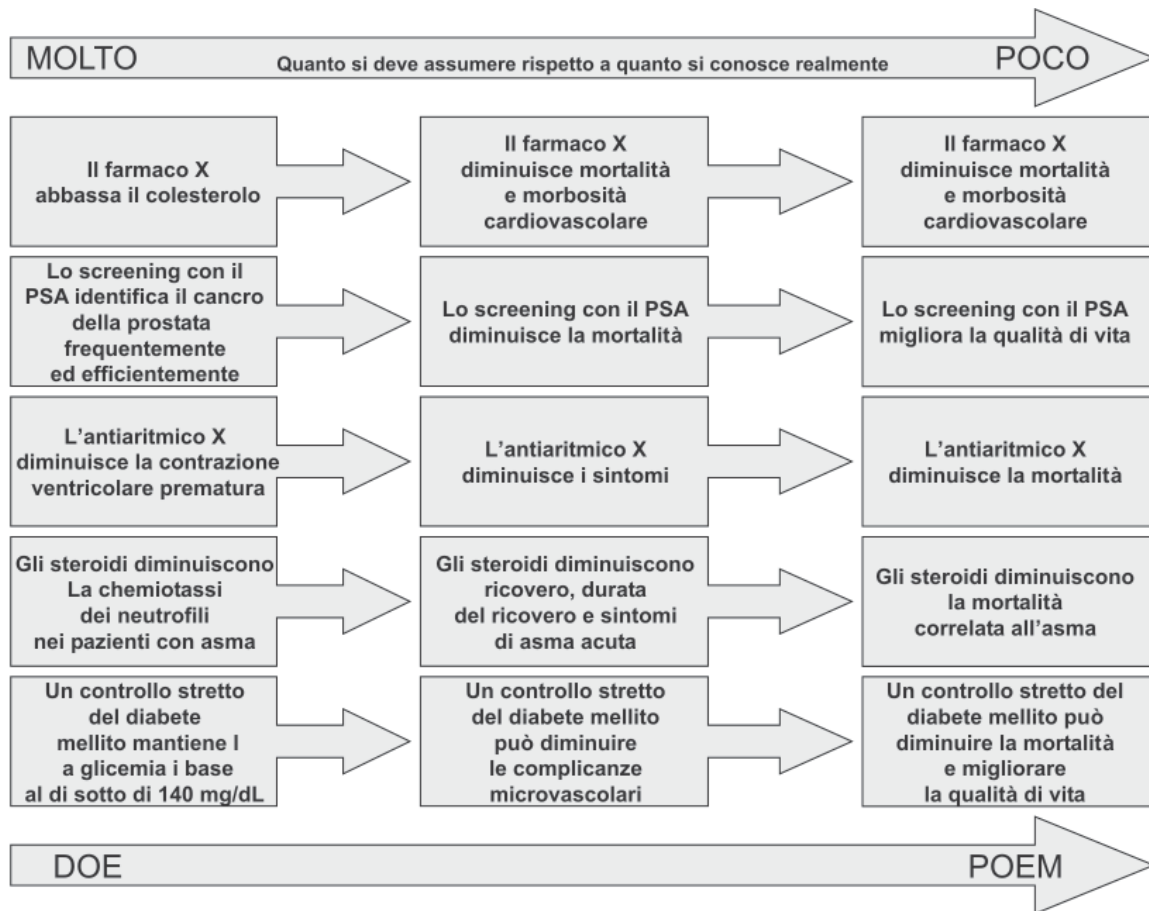 MOLTO Quanto si deve assumere rispetto a quanto si conosce realmente POCO
Il farmaco X
abbassa il colesterolo
Il farmaco X
diminuisce mortalità
e morbosità
cardiovascolare
Il farmaco X
diminuisce mortalità
e morbosità
cardiovascolare
Lo screening con il
PSA identifica il cancro
della prostata
frequentemente
ed efficientemente
Lo screening con il PSA
diminuisce la mortalità
Lo screening con il PSA
migliora la qualità di vita
L'antiaritmico X
diminuisce la contrazione
ventricolare prematura
L'antiaritmico X
diminuisce i sintomi
L'antiaritmico X
diminuisce la mortalità
Gli steroidi diminuiscono
La chemiotassi
dei neutrofili
nei pazienti con asma
Gli steroidi diminuiscono
ricovero, durata
del ricovero e sintomi
di asma acuta
Gli steroidi diminuiscono
la mortalità
correlata all'asma
Un controllo stretto
del diabete
mellito mantiene l
a glicemia i base
al di sotto di 140 mg/dL
Un controllo stretto
del diabete mellito
può diminuire
le complicanze
microvascolari
Un controllo stretto del
diabete mellito può
diminuire la mortalità
e migliorare
la qualità di vita
DOE POEM